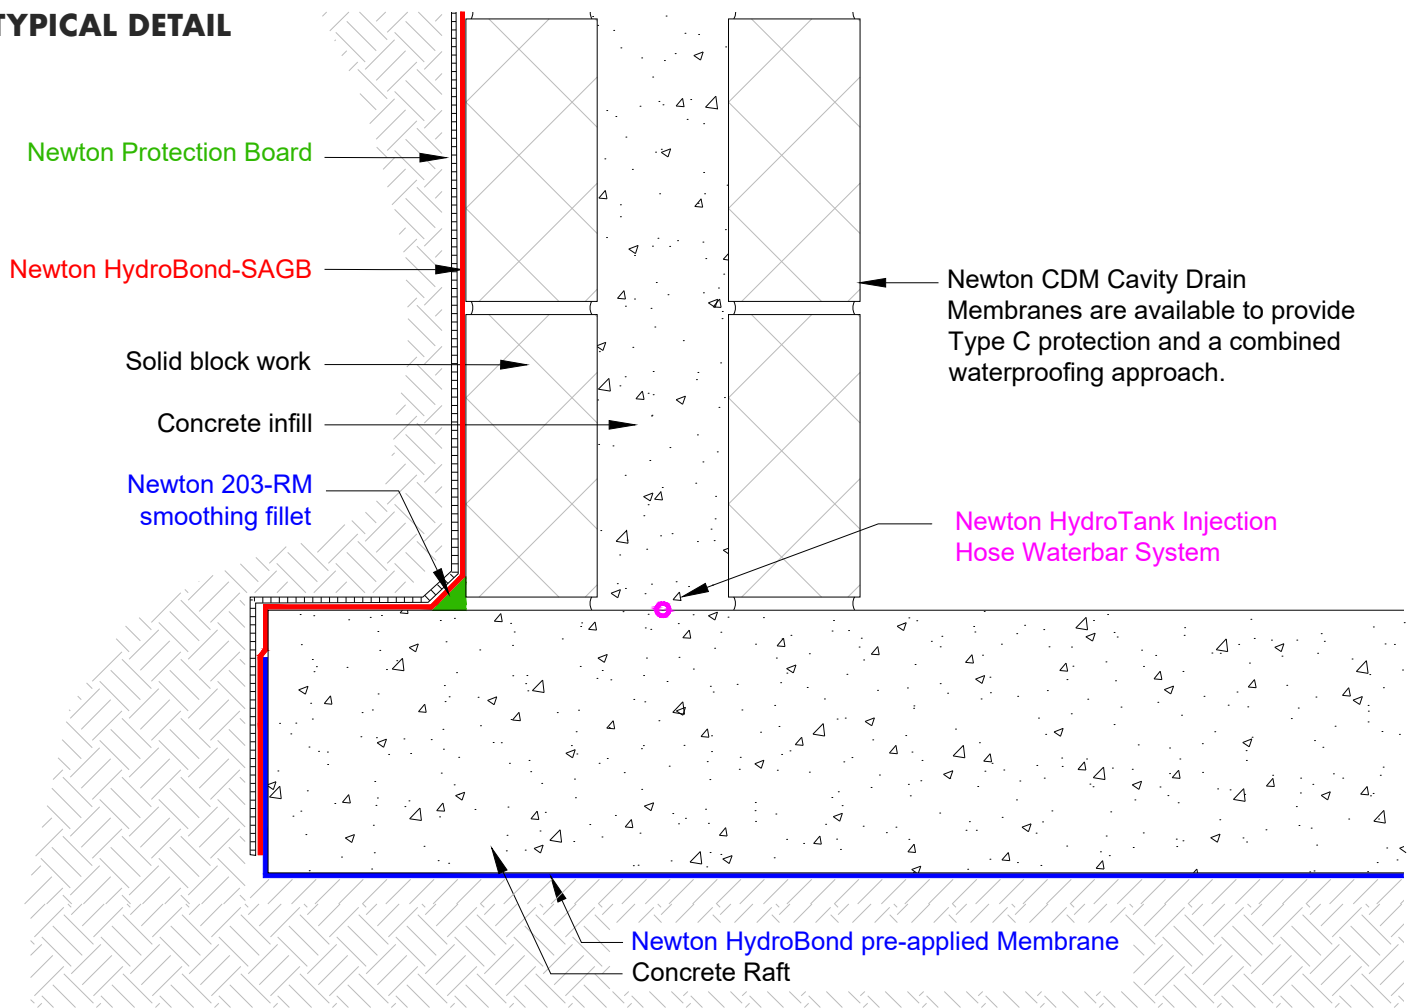 TYPICAL DETAIL
Newton Protection Board
Newton HydroBond-SAGB
Solid block work
Concrete infill
Newton 203-RM
smoothing fillet
Newton CDM Cavity Drain
Membranes are available to provide
Type C protection and a combined
waterproofing approach.
Newton HydroTank Injection
Hose Waterbar System
Newton HydroBond pre-applied Membrane
Concrete Raft